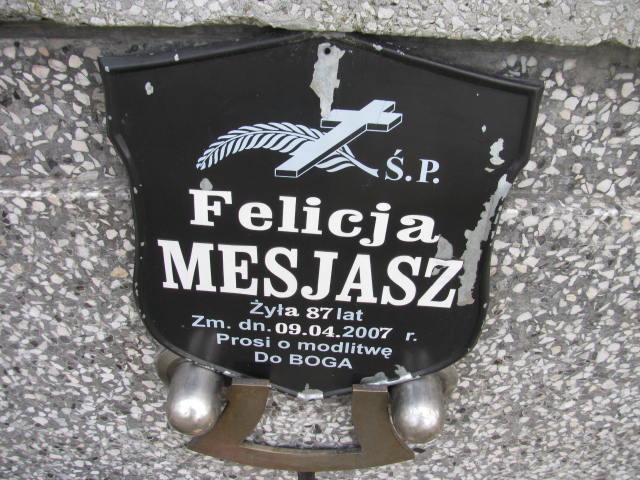 Ś.P.
Felicja
MESJASZ
Żyła 87 lat
Zm. dn. 09.04.2007 r.
Prosi o modlitwę
Do BOGA